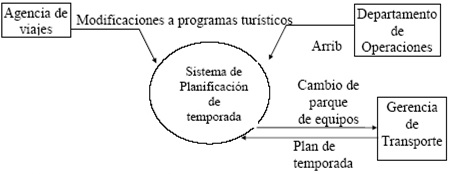 Agencia de
viajes
Modificaciones a programas turísticos
Departamento
de
Operaciones
Arrib
Sistema de
Planificación
de
temporada
Cambio de
parque
de equipos
Gerencia
de
Transporte
Plan de
temporada